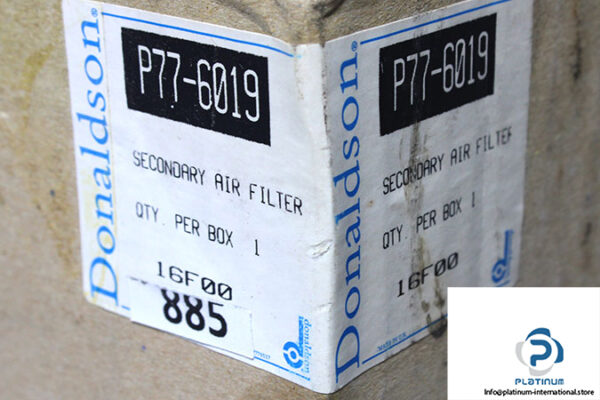 Donaldson®
P77-6019
SECONDARY AIR FILTER
QTY. PER BOX 1
16F00
885
donaldson
Donaldson®
P77-6019
SECONDARY AIR FILTER
QTY. PER BOX 1
16F00
PLATINUM
Info@platinum-international.store